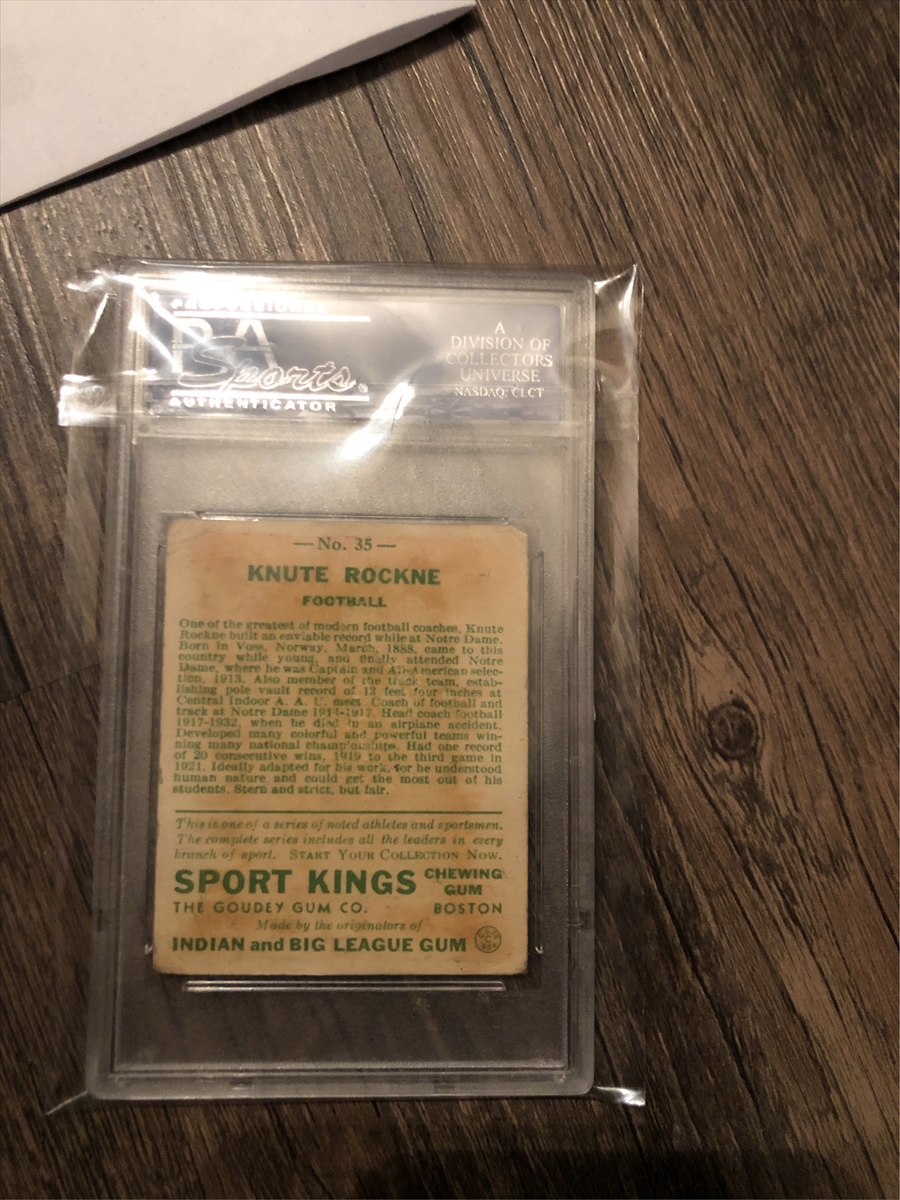 PROFESSIONAL
PSA
Sports
AUTHENTICATOR
A
DIVISION OF
COLLECTORS
UNIVERSE
NASDAQ: CLCT
—No. 35—
KNUTE ROCKNE
FOOTBALL
One of the greatest of modern football coaches, Knute
Rockne built an enviable record while at Notre Dame.
Born in Voss, Norway, March, 1888, came to this
country while young, and finally attended Notre
Dame, where he was Captain and All-American selec-
tion, 1913. Also member of the track team, estab-
lishing pole vault record of 12 feet four inches at
Central Indoor A. A. U. meet. Coach of football and
track at Notre Dame 1914-1917. Head coach football
1917-1932, when he died in an airplane accident.
Developed many colorful and powerful teams win-
ning many national championships. Had one record
of 20 consecutive wins, 1919 to the third game in
1921. Ideally adapted for his work, for he understood
human nature and could get the most out of his
students. Stern and strict, but fair.
This is one of a series of noted athletes and sportsmen.
The complete series includes all the leaders in every
branch of sport. START YOUR COLLECTION NOW.
SPORT KINGS CHEWING GUM
THE GOUDEY GUM CO. BOSTON
Made by the originators of
INDIAN and BIG LEAGUE GUM